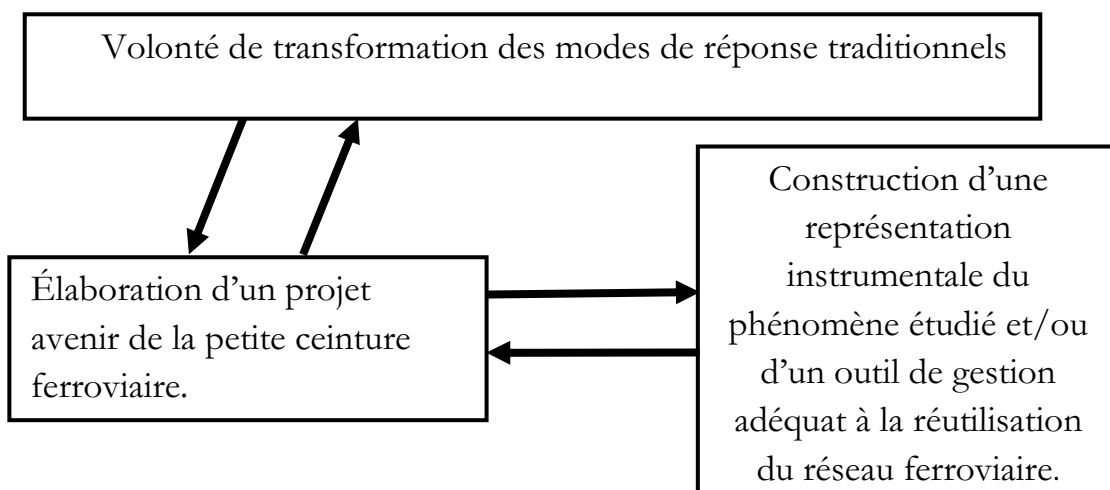 Volonté de transformation des modes de réponse traditionnels
Élaboration d’un projet
avenir de la petite ceinture
ferroviaire.
Construction d’une
représentation
instrumentale du
phénomène étudié et/ou
d’un outil de gestion
adéquat à la réutilisation
du réseau ferroviaire.